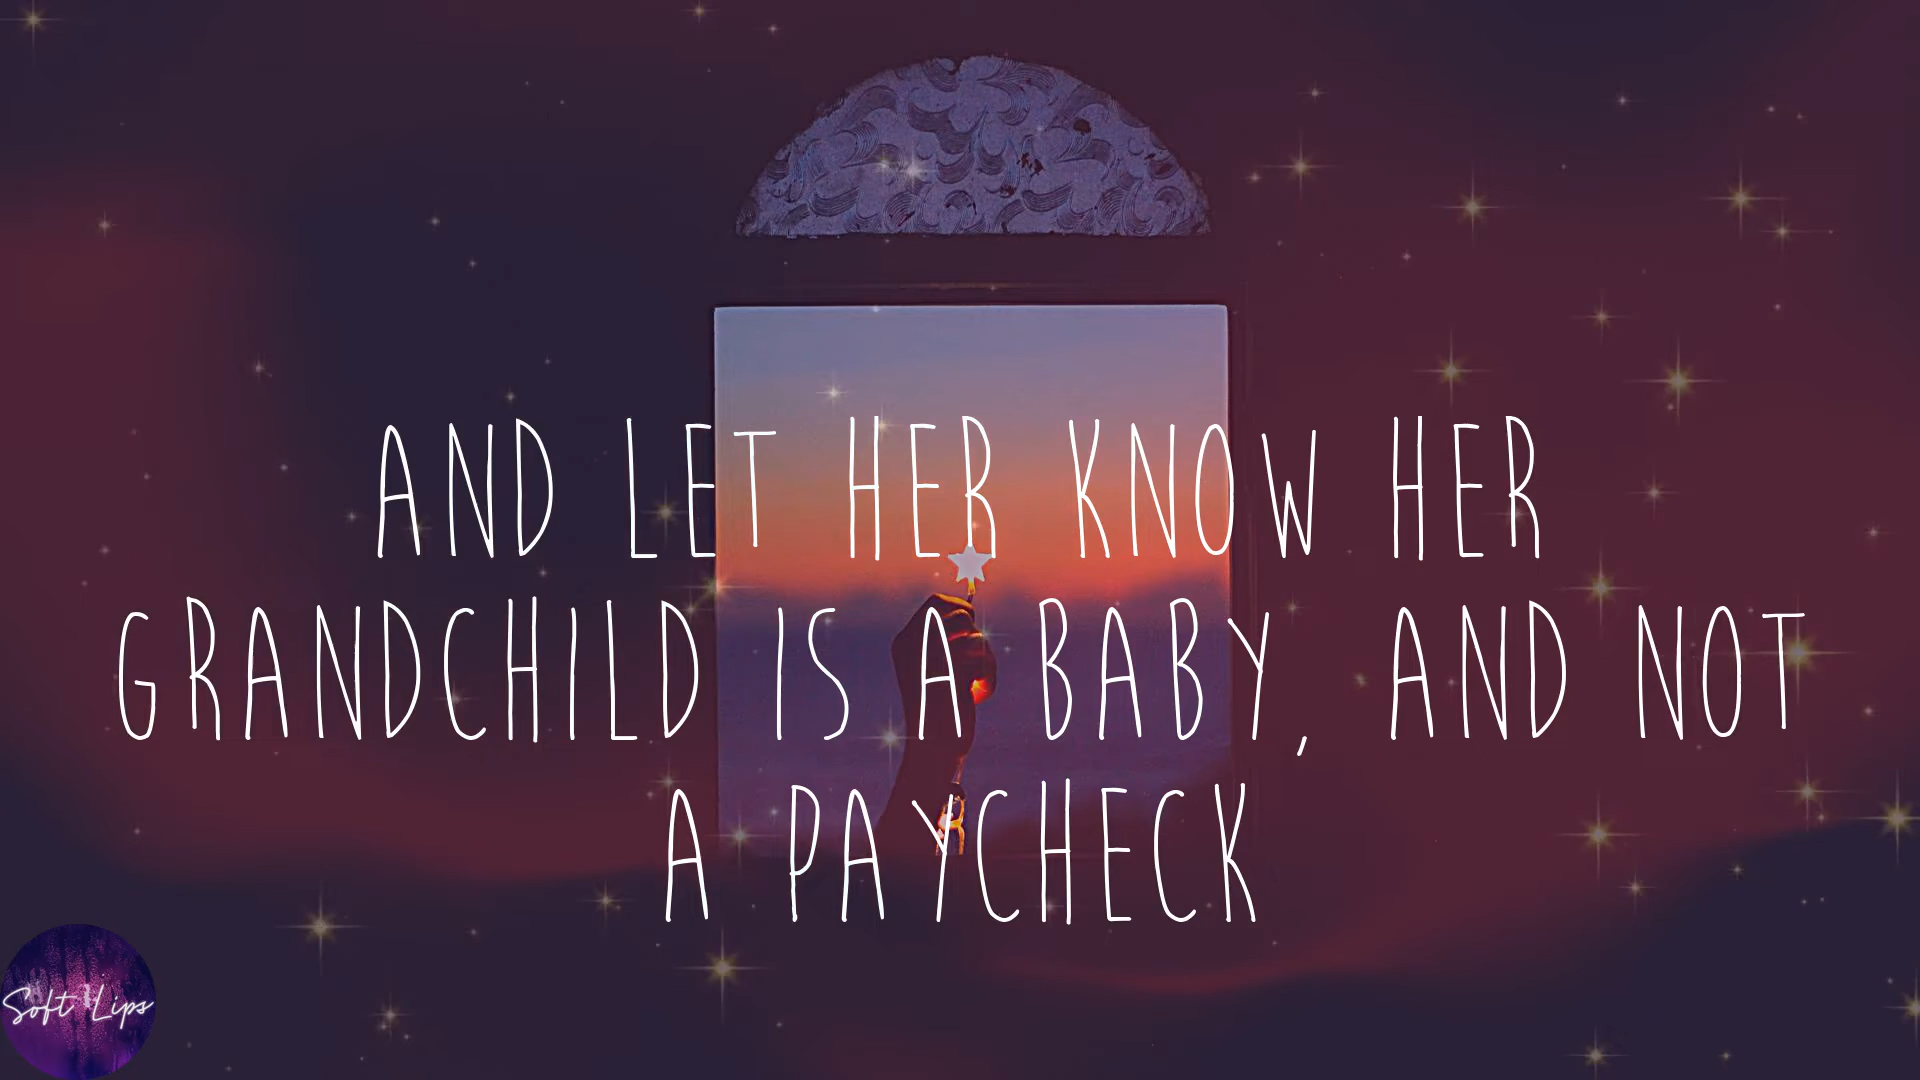 AND LET HER KNOW HER
GRANDCHILD IS A BABY, AND NOT
A PAYCHECK
Soft Lips